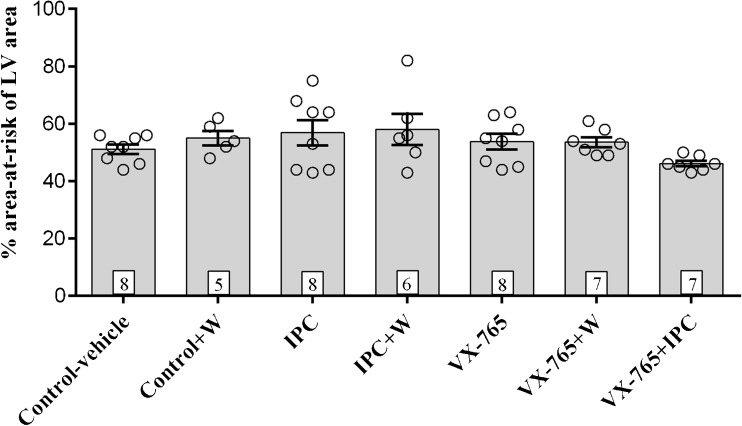 % area-at-risk of LV area
100
80
60
40
20
0
8
5
8
6
8
7
7
Control-vehicle
Control+W
IPC
IPC+W
VX-765
VX-765+W
VX-765+IPC